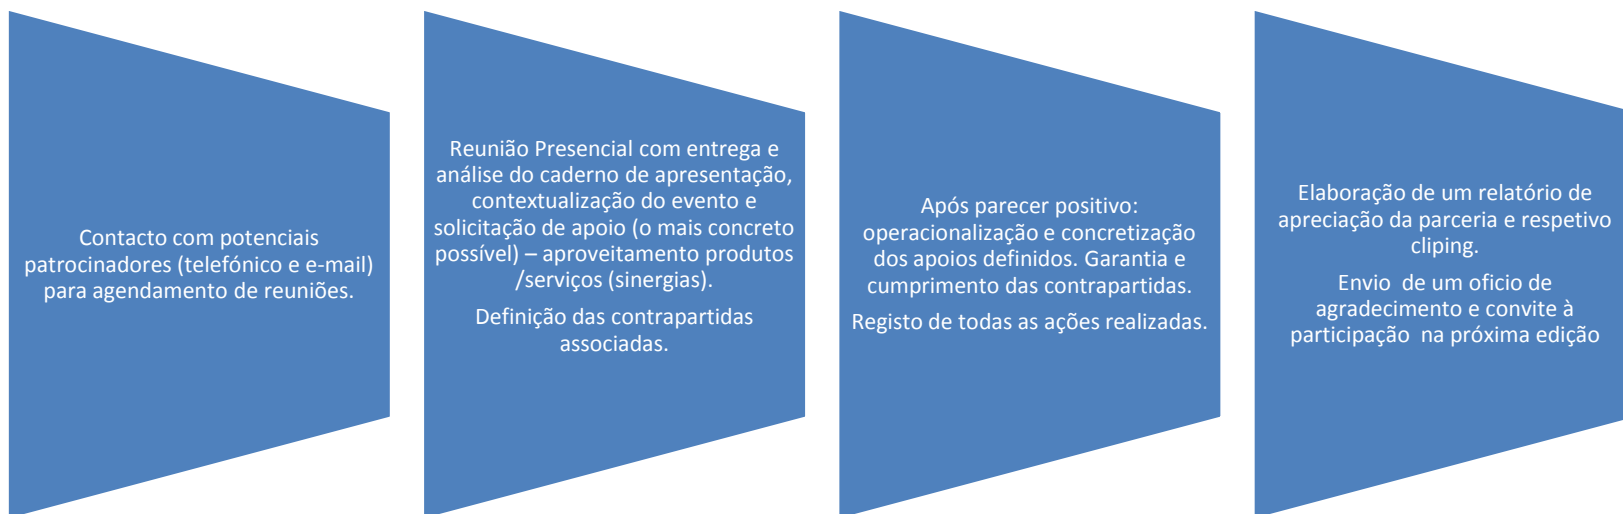 Contacto com potenciais
patrocinadores (telefónico e e-mail)
para agendamento de reuniões.
Reunião Presencial com entrega e
análise do caderno de apresentação,
contextualização do evento e
solicitação de apoio (o mais concreto
possível) – aproveitamento produtos
/serviços (sinergias).
Definição das contrapartidas
associadas.
Após parecer positivo:
operacionalização e concretização
dos apoios definidos. Garantia e
cumprimento das contrapartidas.
Registo de todas as ações realizadas.
Elaboração de um relatório de
apreciação da parceria e respetivo
cliping.
Envio  de um oficio de
agradecimento e convite à
participação  na próxima edição